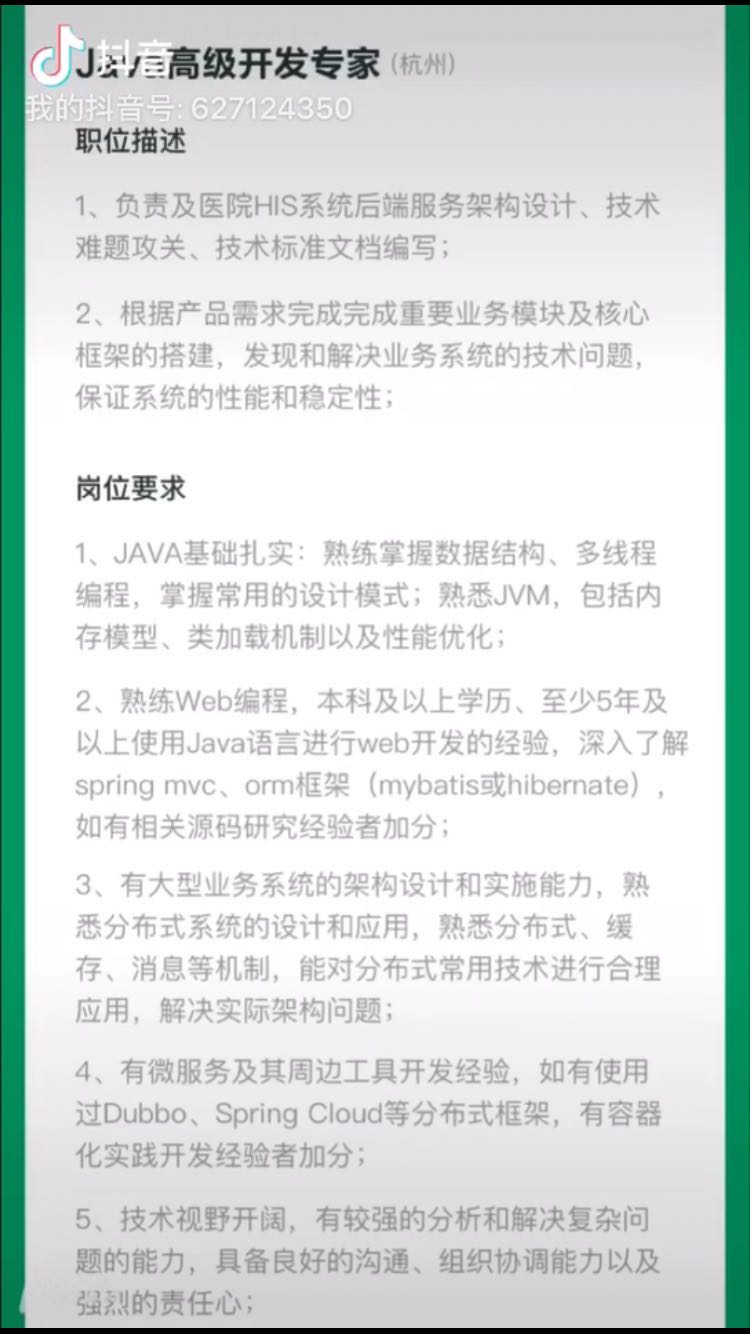 抖音
Java高级开发专家 (杭州)
我的抖音号: 627124350
职位描述
1、负责及医院HIS系统后端服务架构设计、技术
难题攻关、技术标准文档编写；
2、根据产品需求完成完成重要业务模块及核心
框架的搭建，发现和解决业务系统的技术问题，
保证系统的性能和稳定性；
岗位要求
1、JAVA基础扎实：熟练掌握数据结构、多线程
编程，掌握常用的设计模式；熟悉JVM，包括内
存模型、类加载机制以及性能优化；
2、熟练Web编程，本科及以上学历、至少5年及
以上使用Java语言进行web开发的经验，深入了解
spring mvc、orm框架（mybatis或hibernate），
如有相关源码研究经验者加分；
3、有大型业务系统的架构设计和实施能力，熟
悉分布式系统的设计和应用，熟悉分布式、缓
存、消息等机制，能对分布式常用技术进行合理
应用，解决实际架构问题；
4、有微服务及其周边工具开发经验，如有使用
过Dubbo、Spring Cloud等分布式框架，有容器
化实践开发经验者加分；
5、技术视野开阔，有较强的分析和解决复杂问
题的能力，具备良好的沟通、组织协调能力以及
强烈的责任心；